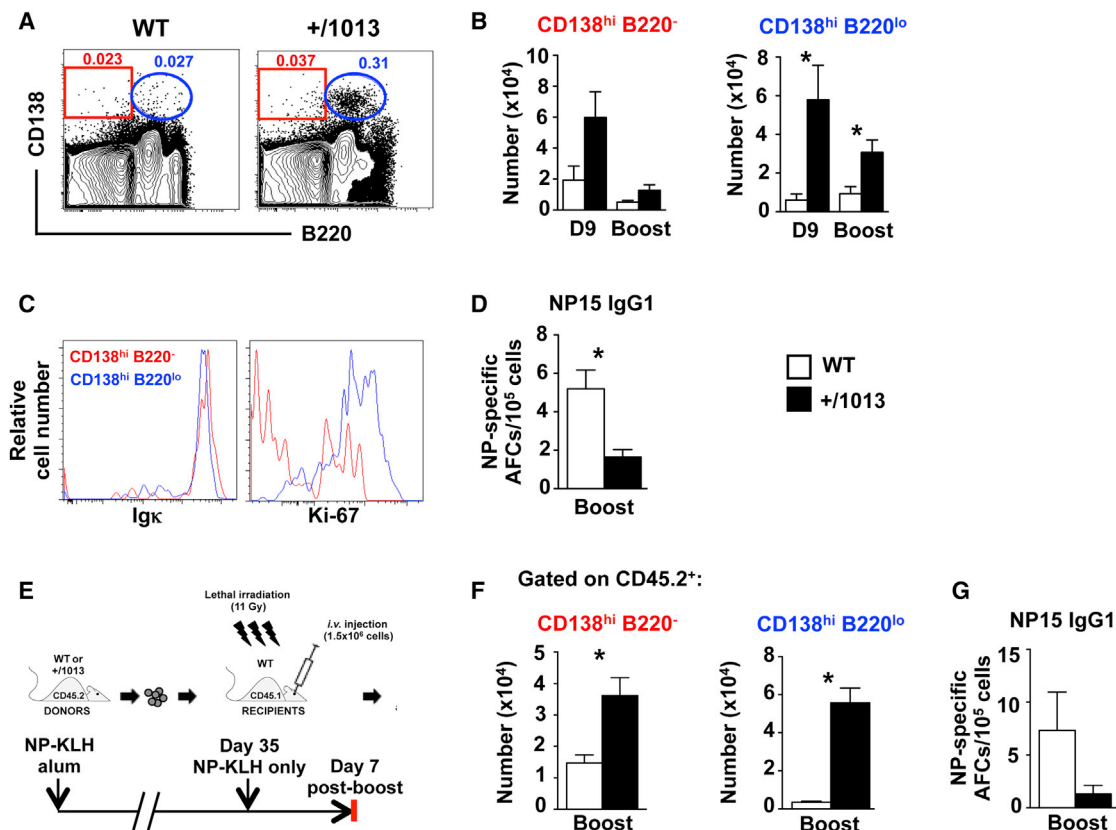 A
WT
+/1013
0.023
0.027
0.037
0.31
CD138
B220
B
CD138hi B220-
CD138hi B220lo
Number (x10⁴)
10
8
6
4
2
0
D9 Boost
*
*
Number (x10⁴)
8
6
4
2
0
D9 Boost
C
CD138hi B220-
CD138hi B220lo
Relative
cell number
Igκ
Ki-67
D
NP15 IgG1
NP-specific
AFCs/10⁵ cells
8
6
4
2
0
*
Boost
WT
+/1013
E
Lethal irradiation
(11 Gy)
i.v. injection
(1.5x10⁶ cells)
WT or
+/1013
CD45.2
DONORS
WT
CD45.1
RECIPIENTS
NP-KLH
alum
Day 35
NP-KLH only
Day 7
post-boost
F
Gated on CD45.2⁺:
CD138hi B220-
CD138hi B220lo
Number (x10⁴)
5
4
3
2
1
0
*
Boost
Number (x10⁴)
8
6
4
2
0
*
Boost
G
NP15 IgG1
NP-specific
AFCs/10⁵ cells
15
10
5
0
Boost